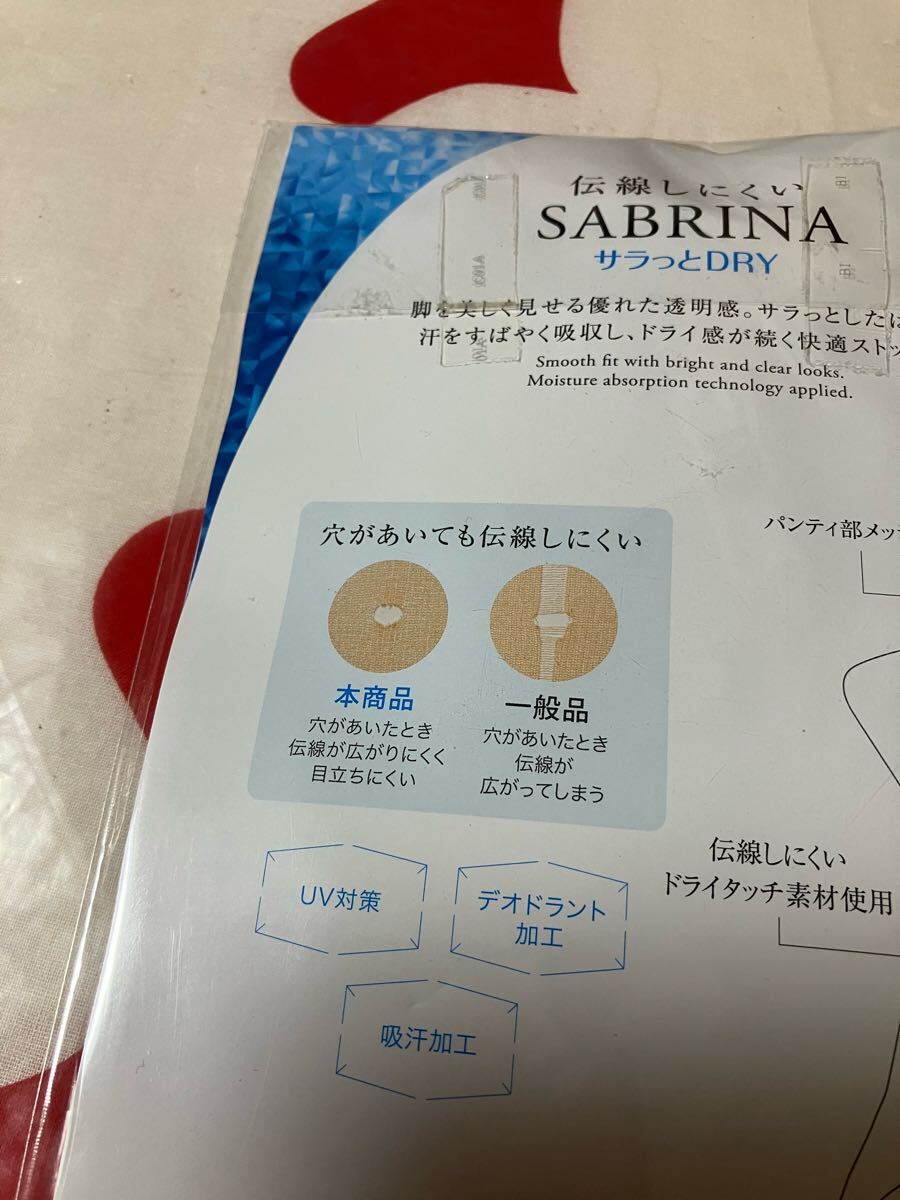 伝線しにくい
SABRINA
サラっとDRY
脚を美しく見せる優れた透明感。サラっとした
汗をすばやく吸収し、ドライ感が続く快適ストッ
Smooth fit with bright and clear looks.
Moisture absorption technology applied.
穴があいても伝線しにくい
本商品
穴があいたとき
伝線が広がりにくく
目立ちにくい
一般品
穴があいたとき
伝線が
広がってしまう
パンティ部メッ
伝線しにくい
ドライタッチ素材使用
UV対策
デオドラント
加工
吸汗加工